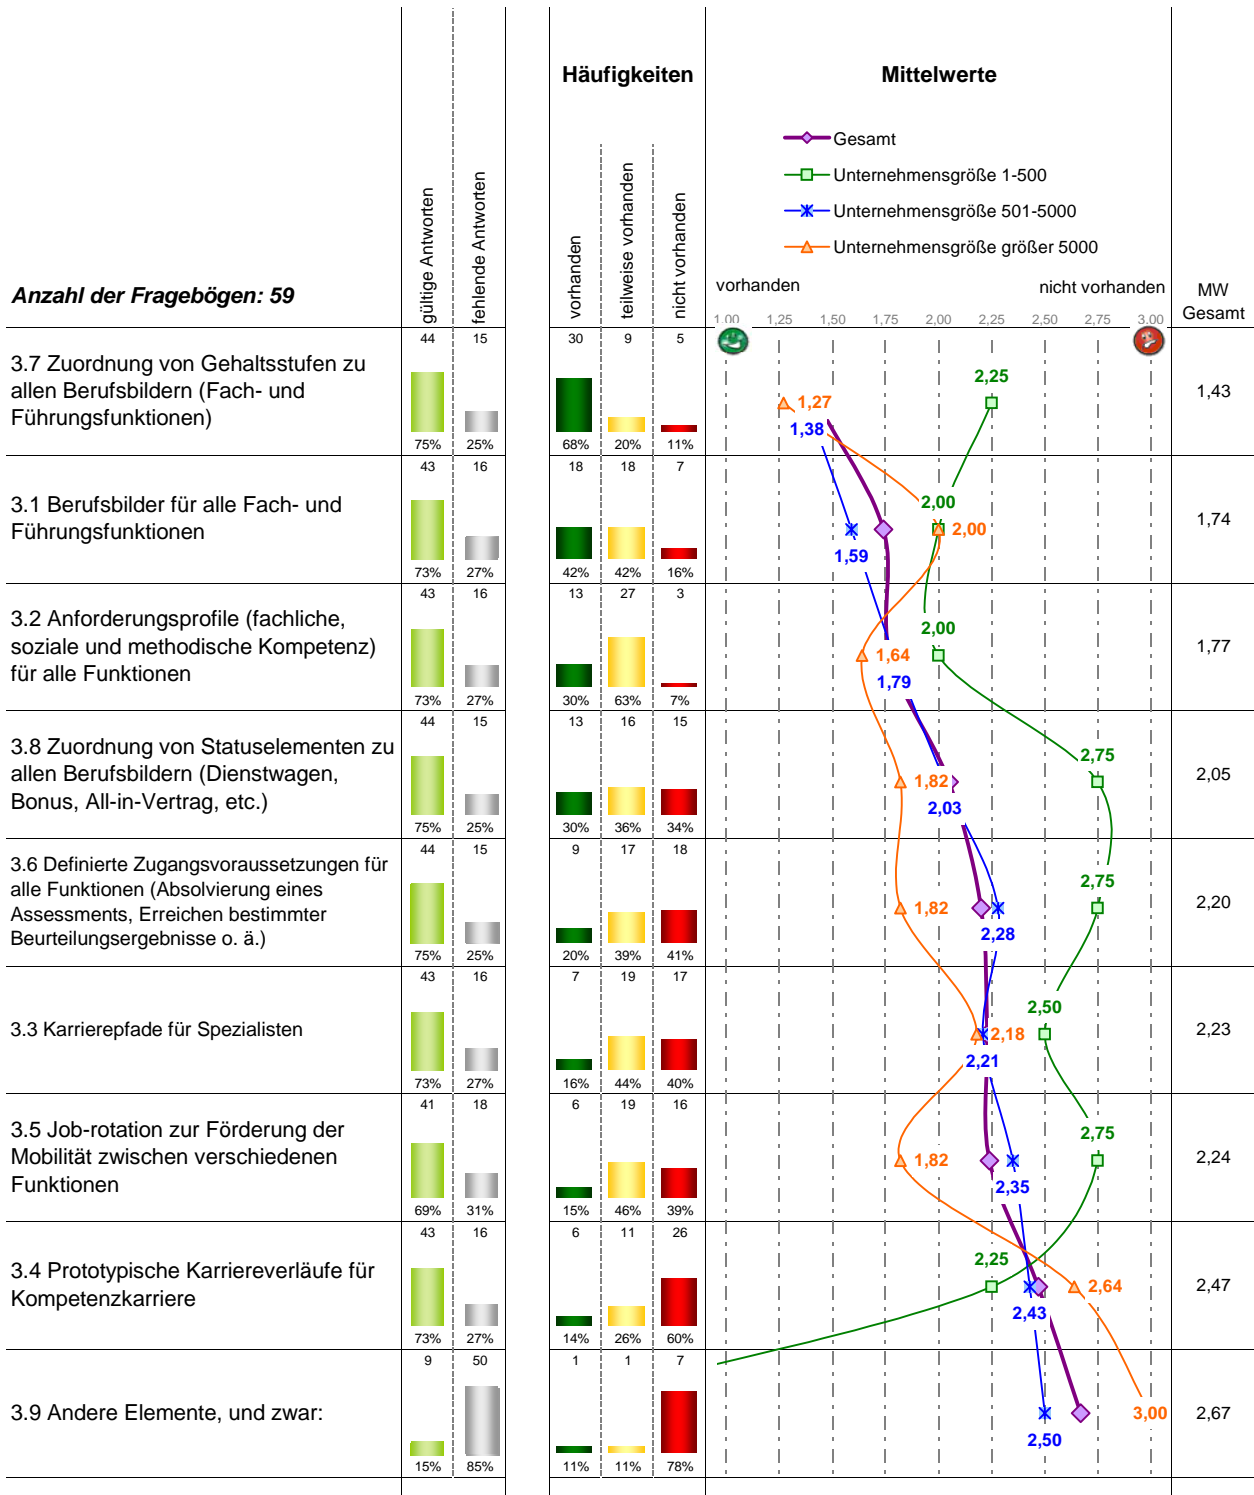 Häufigkeiten
Mittelwerte
Gesamt
Unternehmensgröße 1-500
Unternehmensgröße 501-5000
Unternehmensgröße größer 5000
Anzahl der Fragebögen: 59
gültige Antworten
fehlende Antworten
vorhanden
teilweise vorhanden
nicht vorhanden
vorhanden
nicht vorhanden
MW
Gesamt
1,00 1,25 1,50 1,75 2,00 2,25 2,50 2,75 3,00
44 15 30 9 5
3.7 Zuordnung von Gehaltsstufen zu
allen Berufsbildern (Fach- und
Führungsfunktionen)
2,25
1,27
1,38
1,43
75% 25% 68% 20% 11%
43 16 18 18 7
3.1 Berufsbilder für alle Fach- und
Führungsfunktionen
2,00
2,00
1,59
1,74
73% 27% 42% 42% 16%
43 16 13 27 3
3.2 Anforderungsprofile (fachliche,
soziale und methodische Kompetenz)
für alle Funktionen
2,00
1,64
1,79
1,77
73% 27% 30% 63% 7%
44 15 13 16 15
3.8 Zuordnung von Statuselementen zu
allen Berufsbildern (Dienstwagen,
Bonus, All-in-Vertrag, etc.)
2,75
1,82
2,03
2,05
75% 25% 30% 36% 34%
44 15 9 17 18
3.6 Definierte Zugangsvoraussetzungen für
alle Funktionen (Absolvierung eines
Assessments, Erreichen bestimmter
Beurteilungsergebnisse o. ä.)
2,75
1,82
2,28
2,20
75% 25% 20% 39% 41%
43 16 7 19 17
3.3 Karrierepfade für Spezialisten
2,50
2,18
2,21
2,23
73% 27% 16% 44% 40%
41 18 6 19 16
3.5 Job-rotation zur Förderung der
Mobilität zwischen verschiedenen
Funktionen
2,75
1,82
2,35
2,24
69% 31% 15% 46% 39%
43 16 6 11 26
3.4 Prototypische Karriereverläufe für
Kompetenzkarriere
2,25
2,64
2,43
2,47
73% 27% 14% 26% 60%
9 50 1 1 7
3.9 Andere Elemente, und zwar:
3,00
2,50
2,67
15% 85% 11% 11% 78%